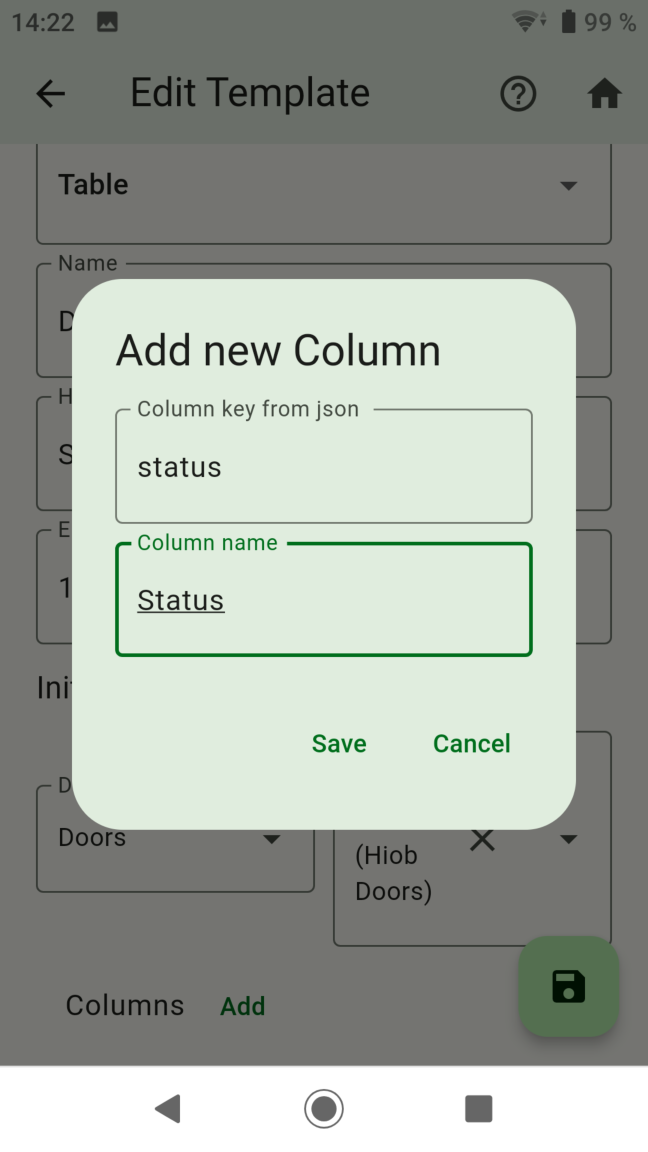 14:22
99 %
Edit Template
Table
Name
D
Add new Column
H
Column key from json
S
status
E
Column name
1
Status
Ini
Save
Cancel
D
Doors
(Hiob
Doors)
Columns
Add